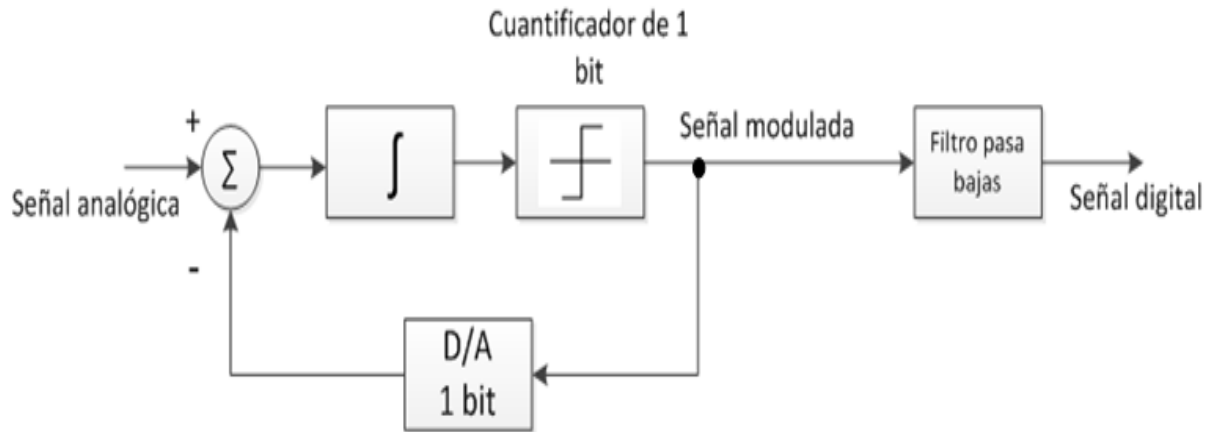 Cuantificador de 1
bit
+
Σ
∫
Señal modulada
Filtro pasa
bajas
Señal analógica
Señal digital
-
D/A
1 bit